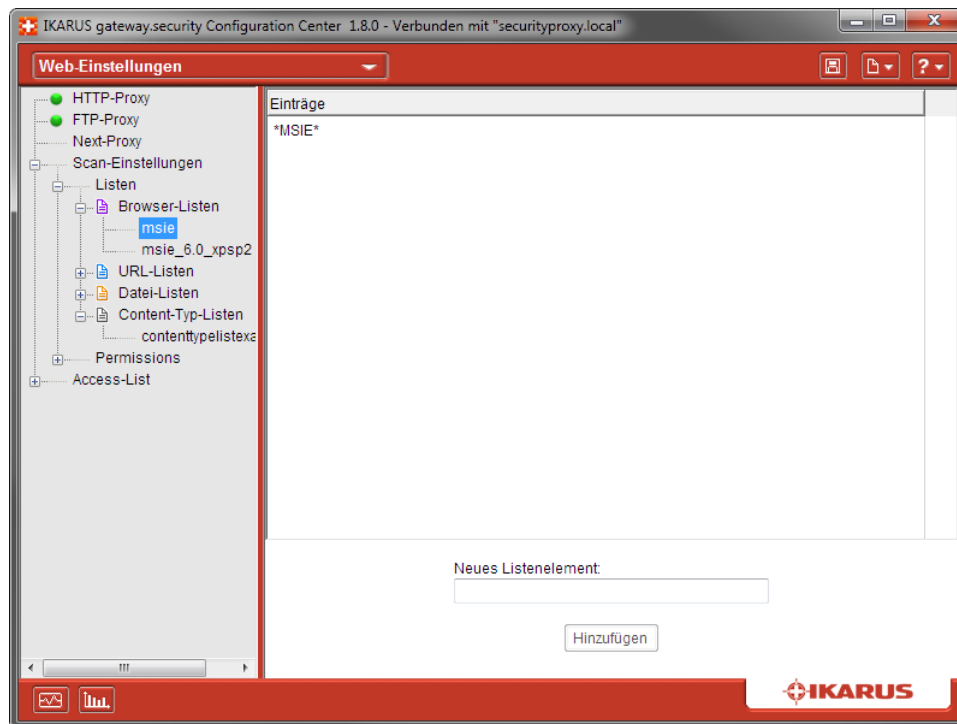 IKARUS gateway.security Configuration Center 1.8.0 - Verbunden mit "securityproxy.local"
Web-Einstellungen
HTTP-Proxy
FTP-Proxy
Next-Proxy
Scan-Einstellungen
Listen
Browser-Listen
msie
msie_6.0_xpsp2
URL-Listen
Datei-Listen
Content-Typ-Listen
contenttypelistexa
Permissions
Access-List
Einträge
*MSIE*
Neues Listenelement:
Hinzufügen
IKARUS